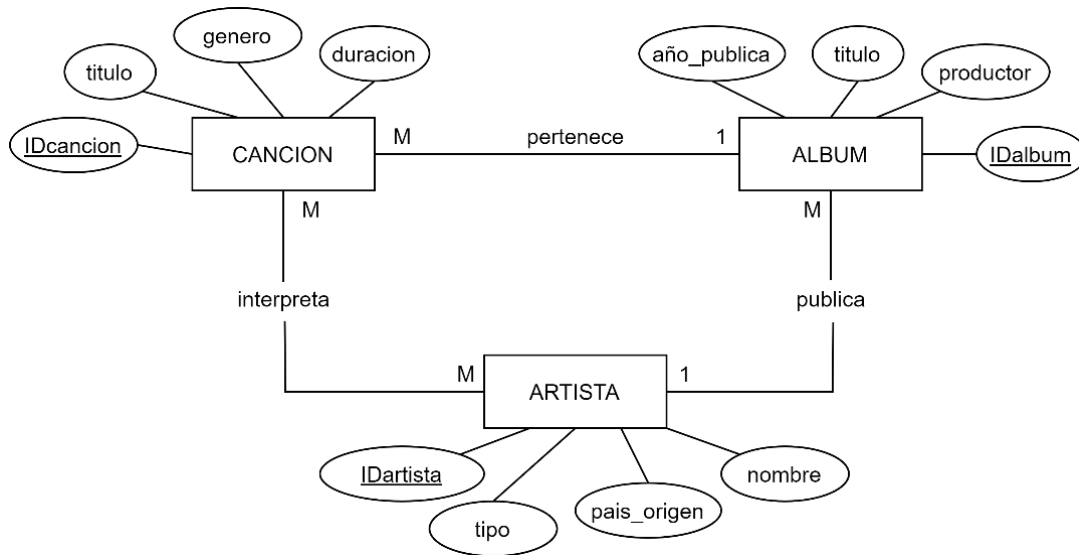 genero
titulo
duracion
IDcancion
CANCION
M
pertenece
1
año_publica
titulo
productor
ALBUM
IDalbum
M
M
interpreta
publica
M
1
ARTISTA
IDartista
tipo
pais_origen
nombre